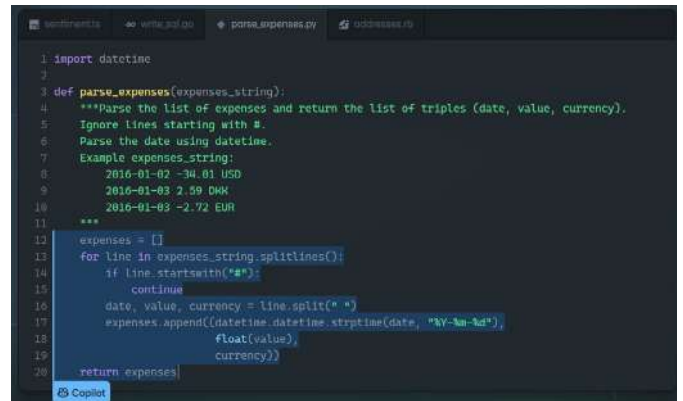 sentiment.ts write_sql.go parse_expenses.py addresses.rb
1 import datetime
2
3 def parse_expenses(expenses_string):
4 """Parse the list of expenses and return the list of triples (date, value, currency).
5 Ignore lines starting with #.
6 Parse the date using datetime.
7 Example expenses_string:
8 2016-01-02 -34.01 USD
9 2016-01-03 2.59 DKK
10 2016-01-03 -2.72 EUR
11 """
12 expenses = []
13 for line in expenses_string.splitlines():
14 if line.startswith("#"):
15 continue
16 date, value, currency = line.split(" ")
17 expenses.append((datetime.datetime.strptime(date, "%Y-%m-%d"),
18 float(value),
19 currency))
20 return expenses
Copilot